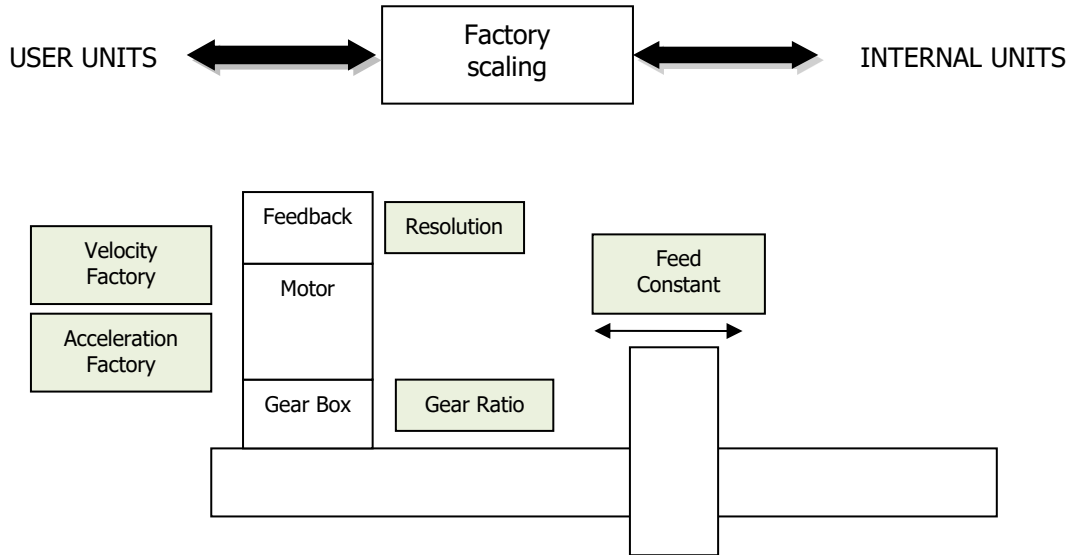 USER UNITS
Factory
scaling
INTERNAL UNITS
Feedback
Resolution
Velocity
Factory
Feed
Constant
Motor
Acceleration
Factory
Gear Box
Gear Ratio